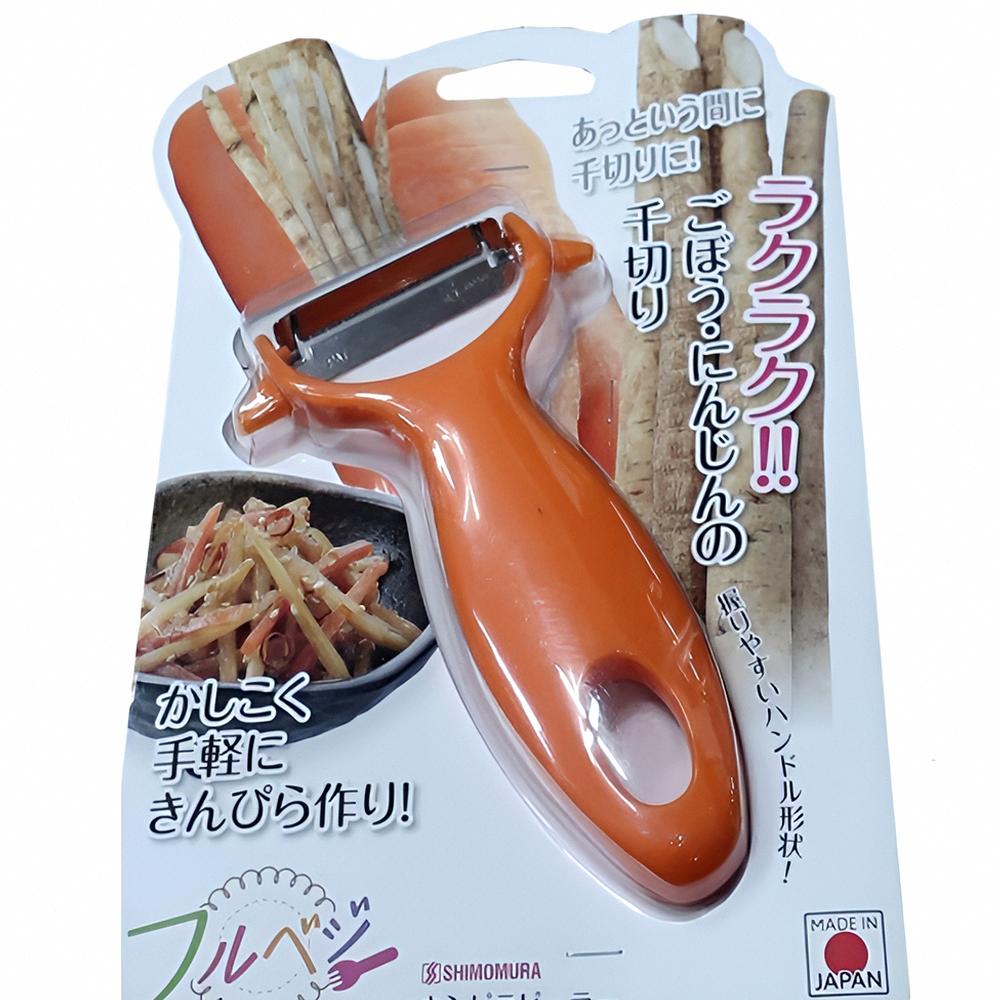 あっという間に
千切りに!
ラクラク!!
ごぼう・にんじんの
千切り
握りやすいハンドル形状!
かしこく
手軽に
きんぴら作り!
フルベジ
SHIMOMURA
MADE IN
JAPAN